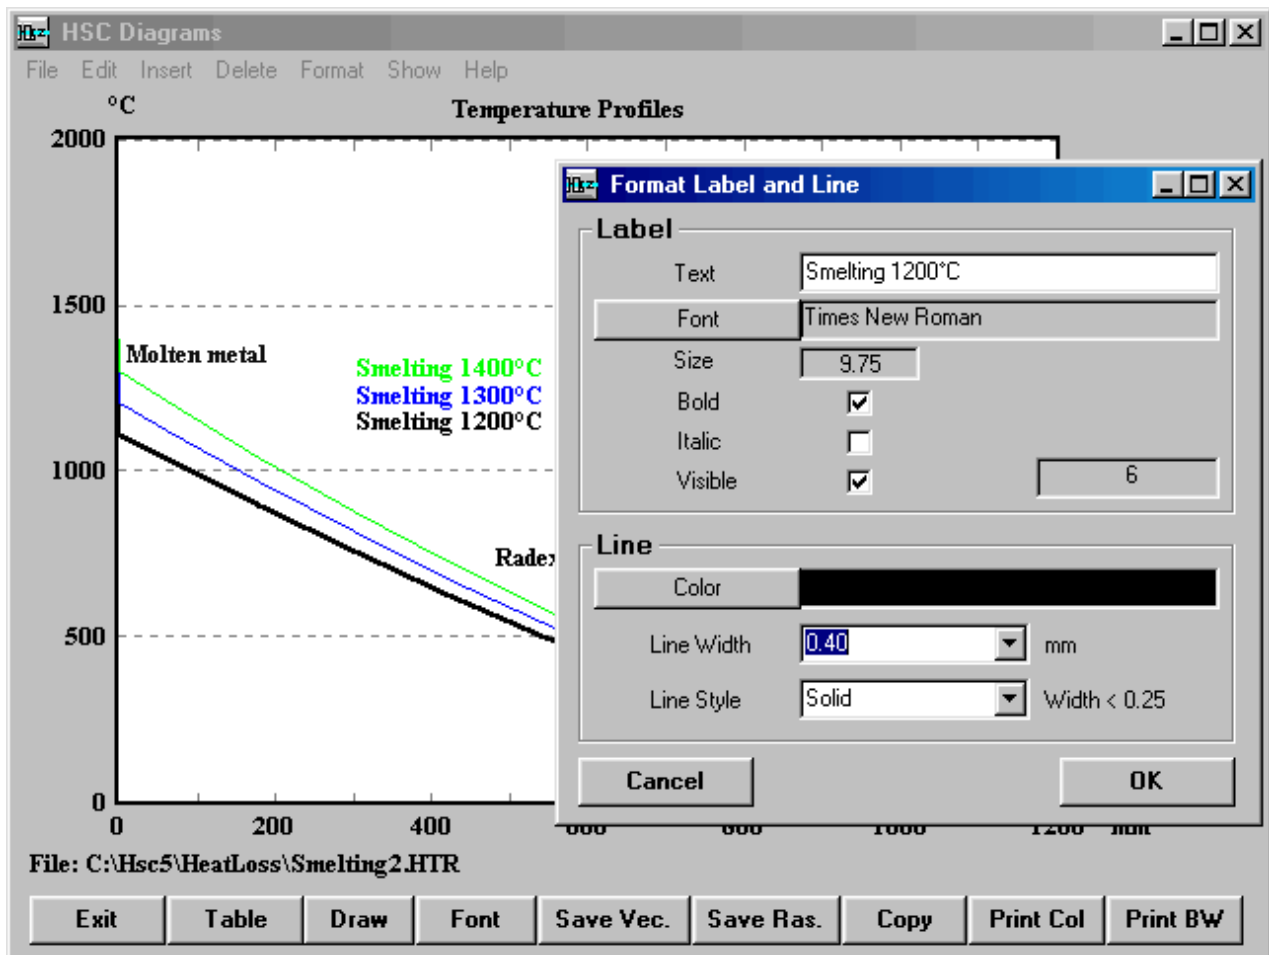 HSC Diagrams
File Edit Insert Delete Format Show Help
°C Temperature Profiles
2000
1500
1000
500
0
Molten metal
Smelting 1400°C
Smelting 1300°C
Smelting 1200°C
0 200 400
File: C:\Hsc5\HeatLoss\Smelting2.HTR
Exit Table Draw Font Save Vec. Save Ras. Copy Print Col Print BW
Format Label and Line
Label
Text Smelting 1200°C
Font Times New Roman
Size 9.75
Bold
Italic
Visible 6
Line
Color
Line Width 0.40 mm
Line Style Solid Width < 0.25
Cancel OK